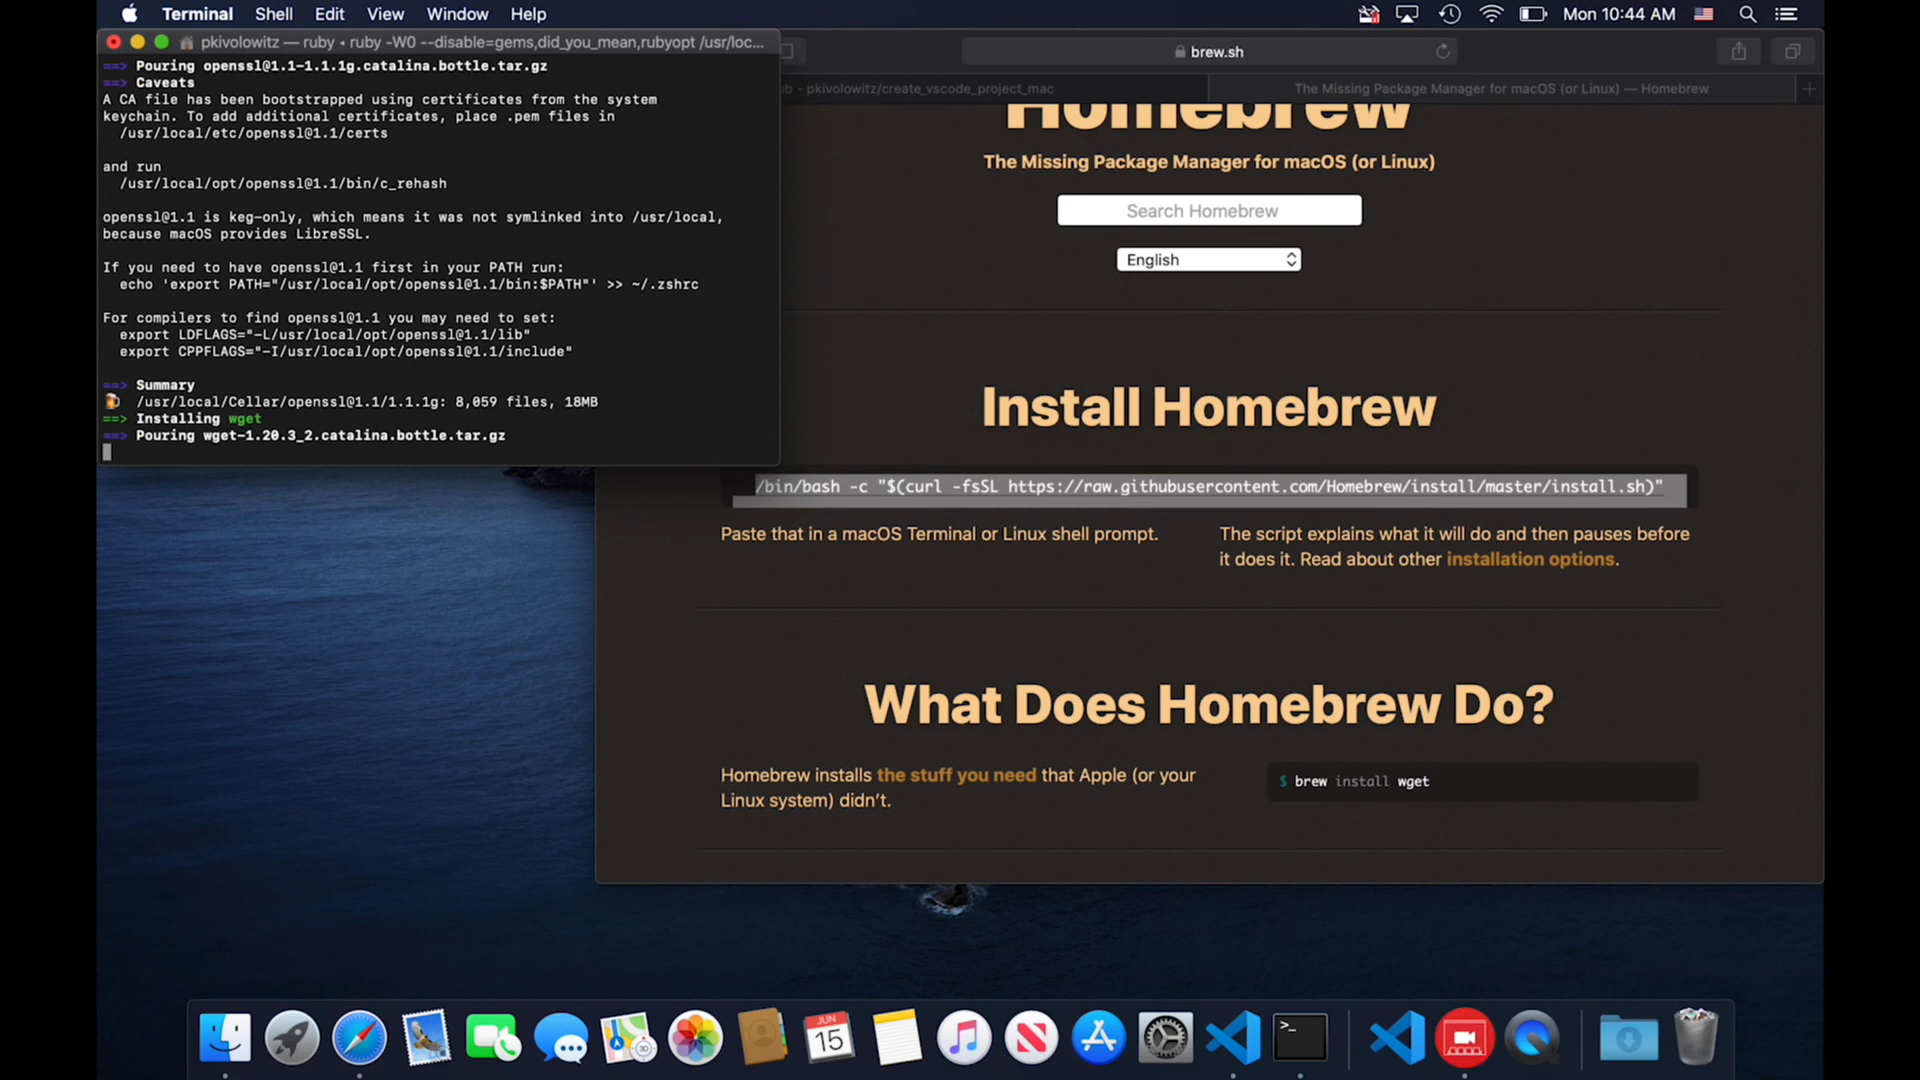 Terminal Shell Edit View Window Help
Mon 10:44 AM
pkivolowitz — ruby ◂ ruby -W0 --disable=gems,did_you_mean,rubyopt /usr/loc...
==> Pouring openssl@1.1-1.1.1g.catalina.bottle.tar.gz
==> Caveats
A CA file has been bootstrapped using certificates from the system
keychain. To add additional certificates, place .pem files in
/usr/local/etc/openssl@1.1/certs
and run
/usr/local/opt/openssl@1.1/bin/c_rehash
openssl@1.1 is keg-only, which means it was not symlinked into /usr/local,
because macOS provides LibreSSL.
If you need to have openssl@1.1 first in your PATH run:
echo 'export PATH="/usr/local/opt/openssl@1.1/bin:$PATH"' >> ~/.zshrc
For compilers to find openssl@1.1 you may need to set:
export LDFLAGS="-L/usr/local/opt/openssl@1.1/lib"
export CPPFLAGS="-I/usr/local/opt/openssl@1.1/include"
==> Summary
/usr/local/Cellar/openssl@1.1/1.1.1g: 8,059 files, 18MB
==> Installing wget
==> Pouring wget-1.20.3_2.catalina.bottle.tar.gz
brew.sh
ub - pkivolowitz/create_vscode_project_mac
The Missing Package Manager for macOS (or Linux) — Homebrew
Homebrew
The Missing Package Manager for macOS (or Linux)
Search Homebrew
English
Install Homebrew
/bin/bash -c "$(curl -fsSL https://raw.githubusercontent.com/Homebrew/install/master/install.sh)"
Paste that in a macOS Terminal or Linux shell prompt.
The script explains what it will do and then pauses before
it does it. Read about other installation options.
What Does Homebrew Do?
Homebrew installs the stuff you need that Apple (or your
Linux system) didn't.
$ brew install wget
JUN
15
>_